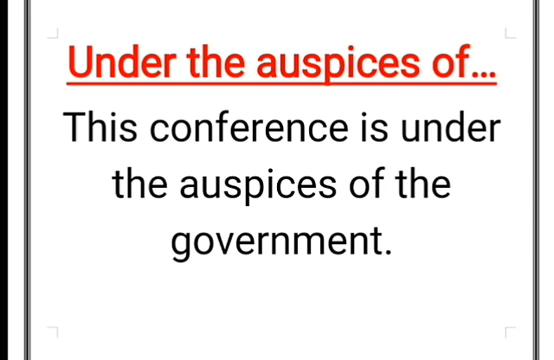 Under the auspices of...
This conference is under
the auspices of the
government.